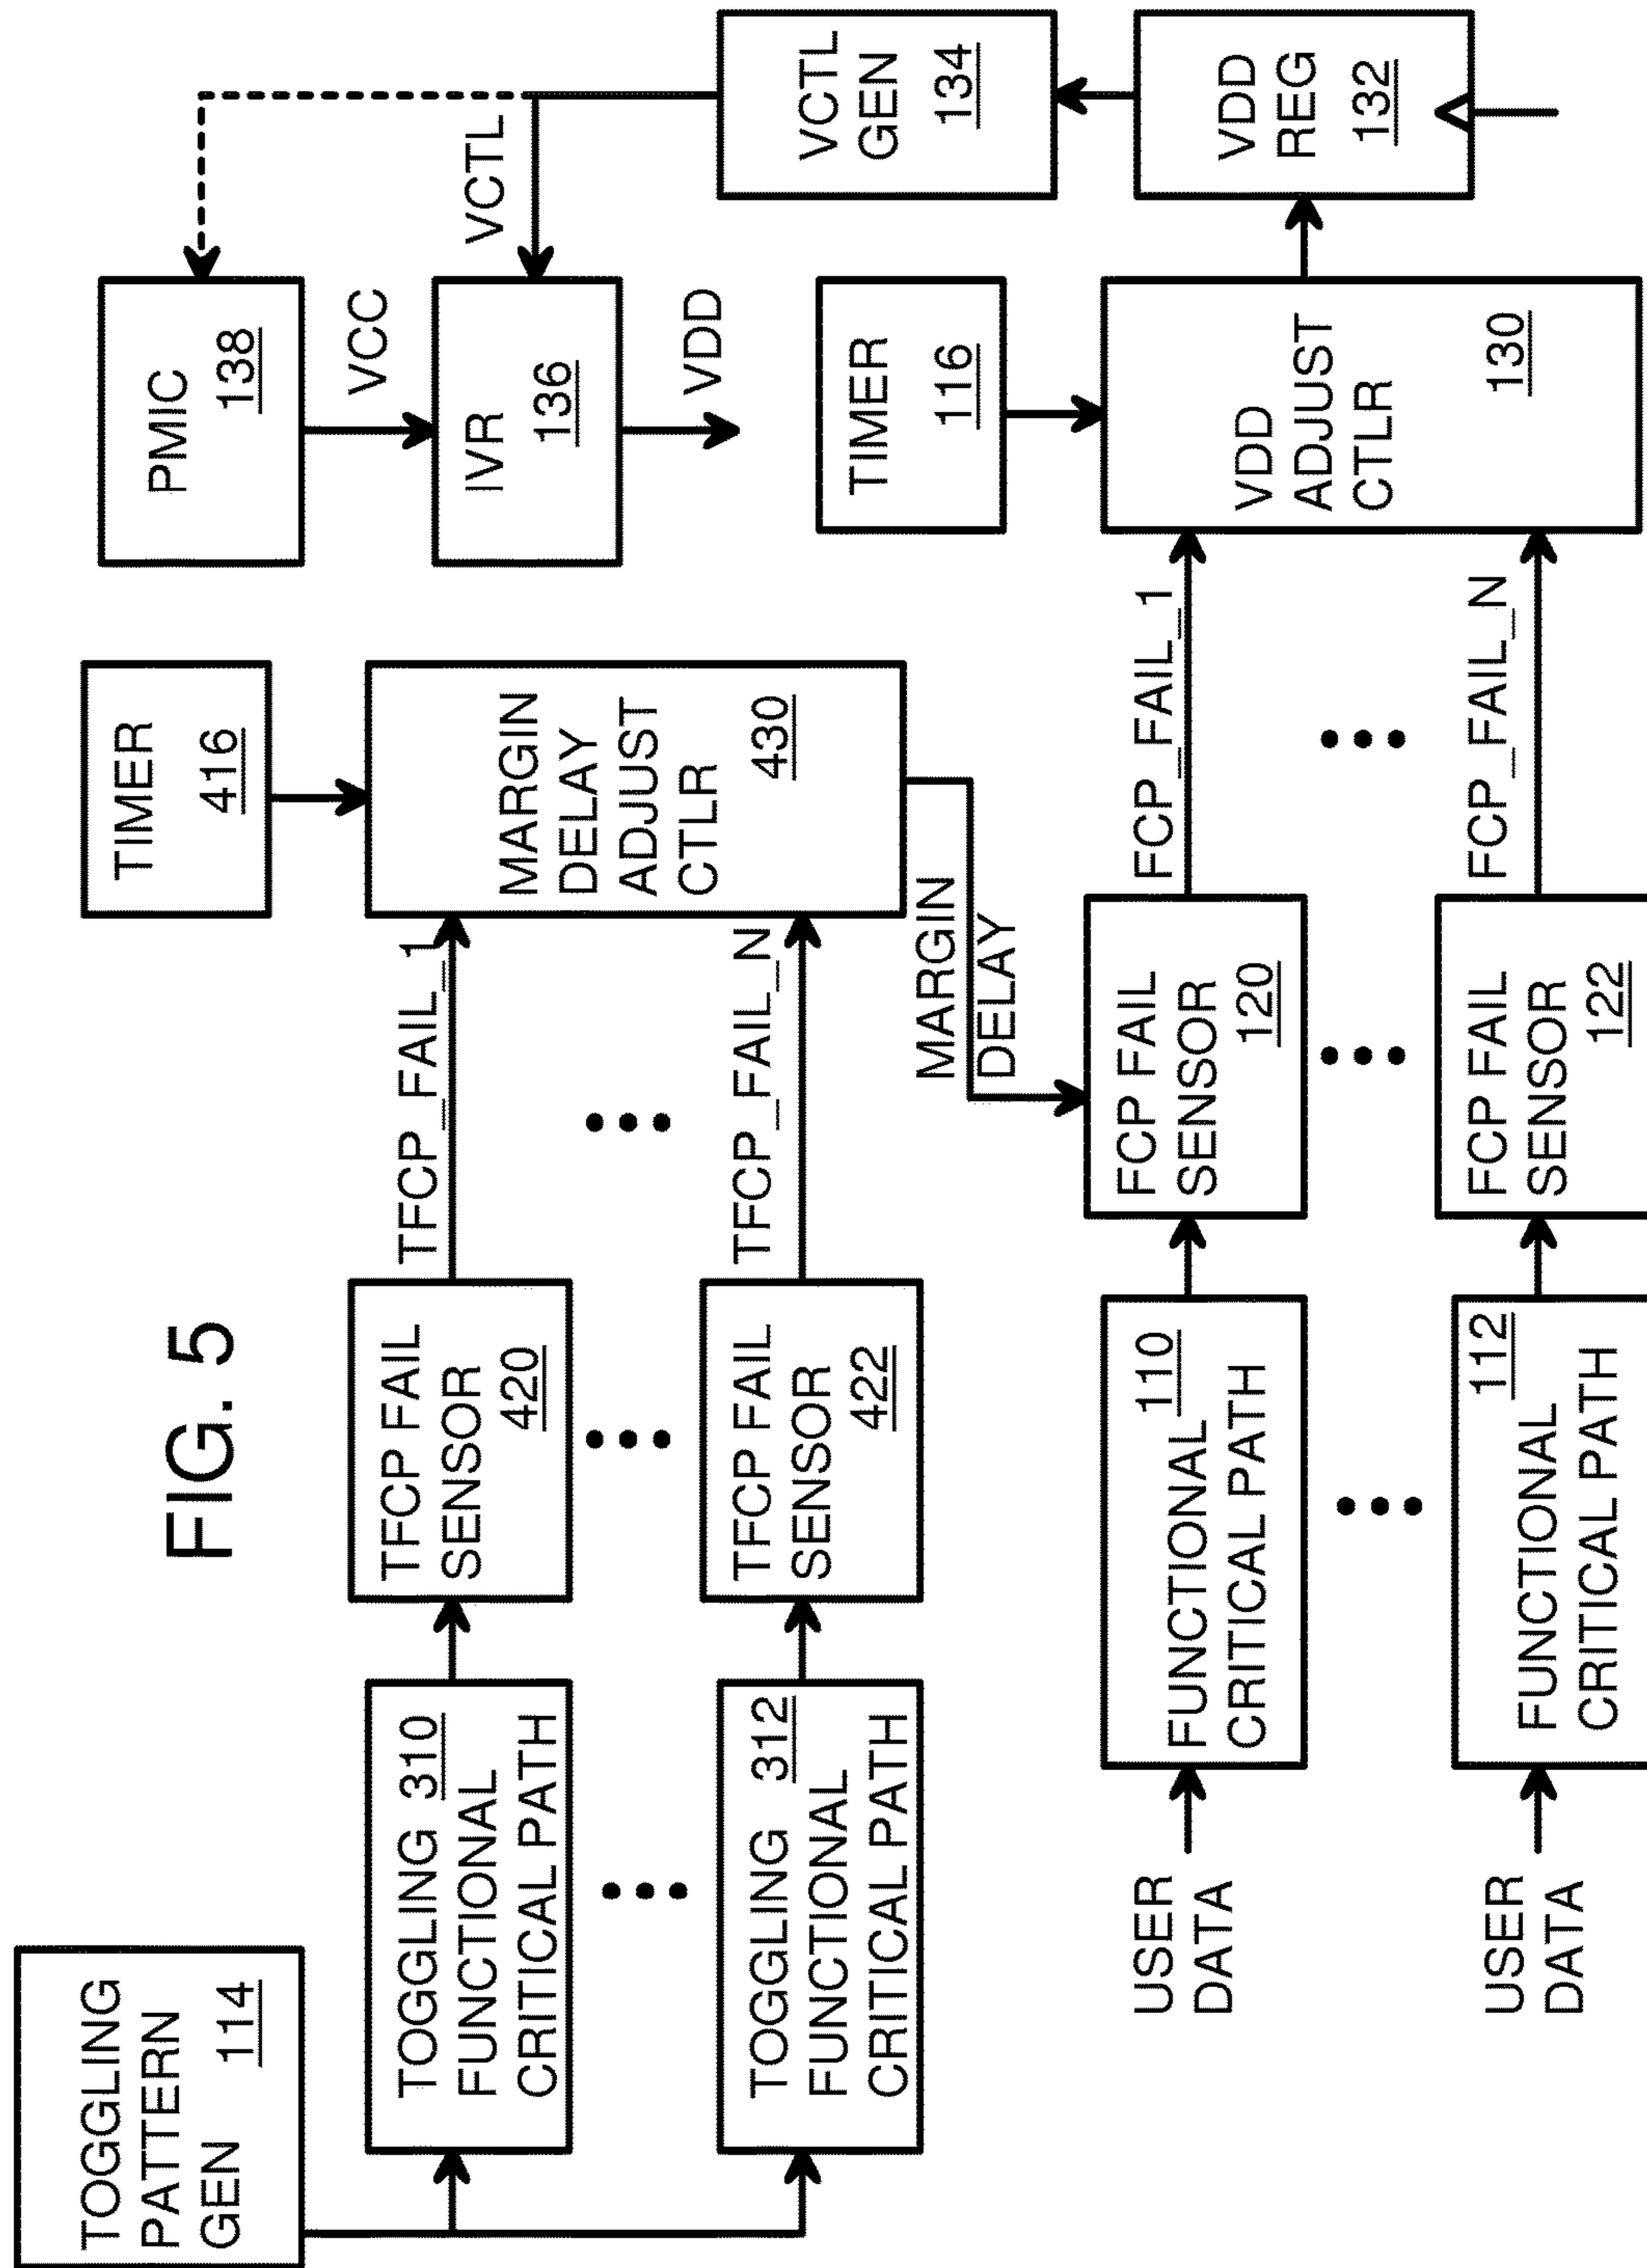 FIG. 5
TOGGLING
PATTERN
GEN 114
TOGGLING 310
FUNCTIONAL
CRITICAL PATH
TFCP FAIL
SENSOR
420
TFCP_FAIL_1
TIMER
416
TOGGLING 312
FUNCTIONAL
CRITICAL PATH
TFCP FAIL
SENSOR
422
TFCP_FAIL_N
MARGIN
DELAY
ADJUST
CTLR 430
MARGIN
DELAY
PMIC
138
VCC
IVR
136
VDD
VCTL
VCTL
GEN
134
VDD
REG
132
TIMER
116
USER
DATA
110
FUNCTIONAL
CRITICAL PATH
FCP FAIL
SENSOR
120
FCP_FAIL_1
VDD
ADJUST
CTLR 130
USER
DATA
112
FUNCTIONAL
CRITICAL PATH
FCP FAIL
SENSOR
122
FCP_FAIL_N